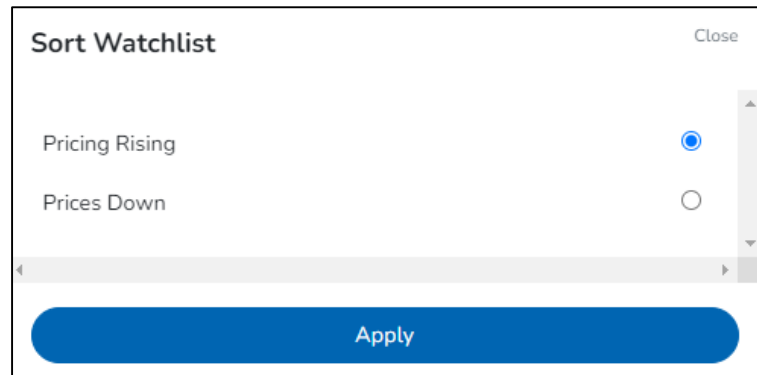 Sort Watchlist
Close
Pricing Rising
Prices Down
Apply